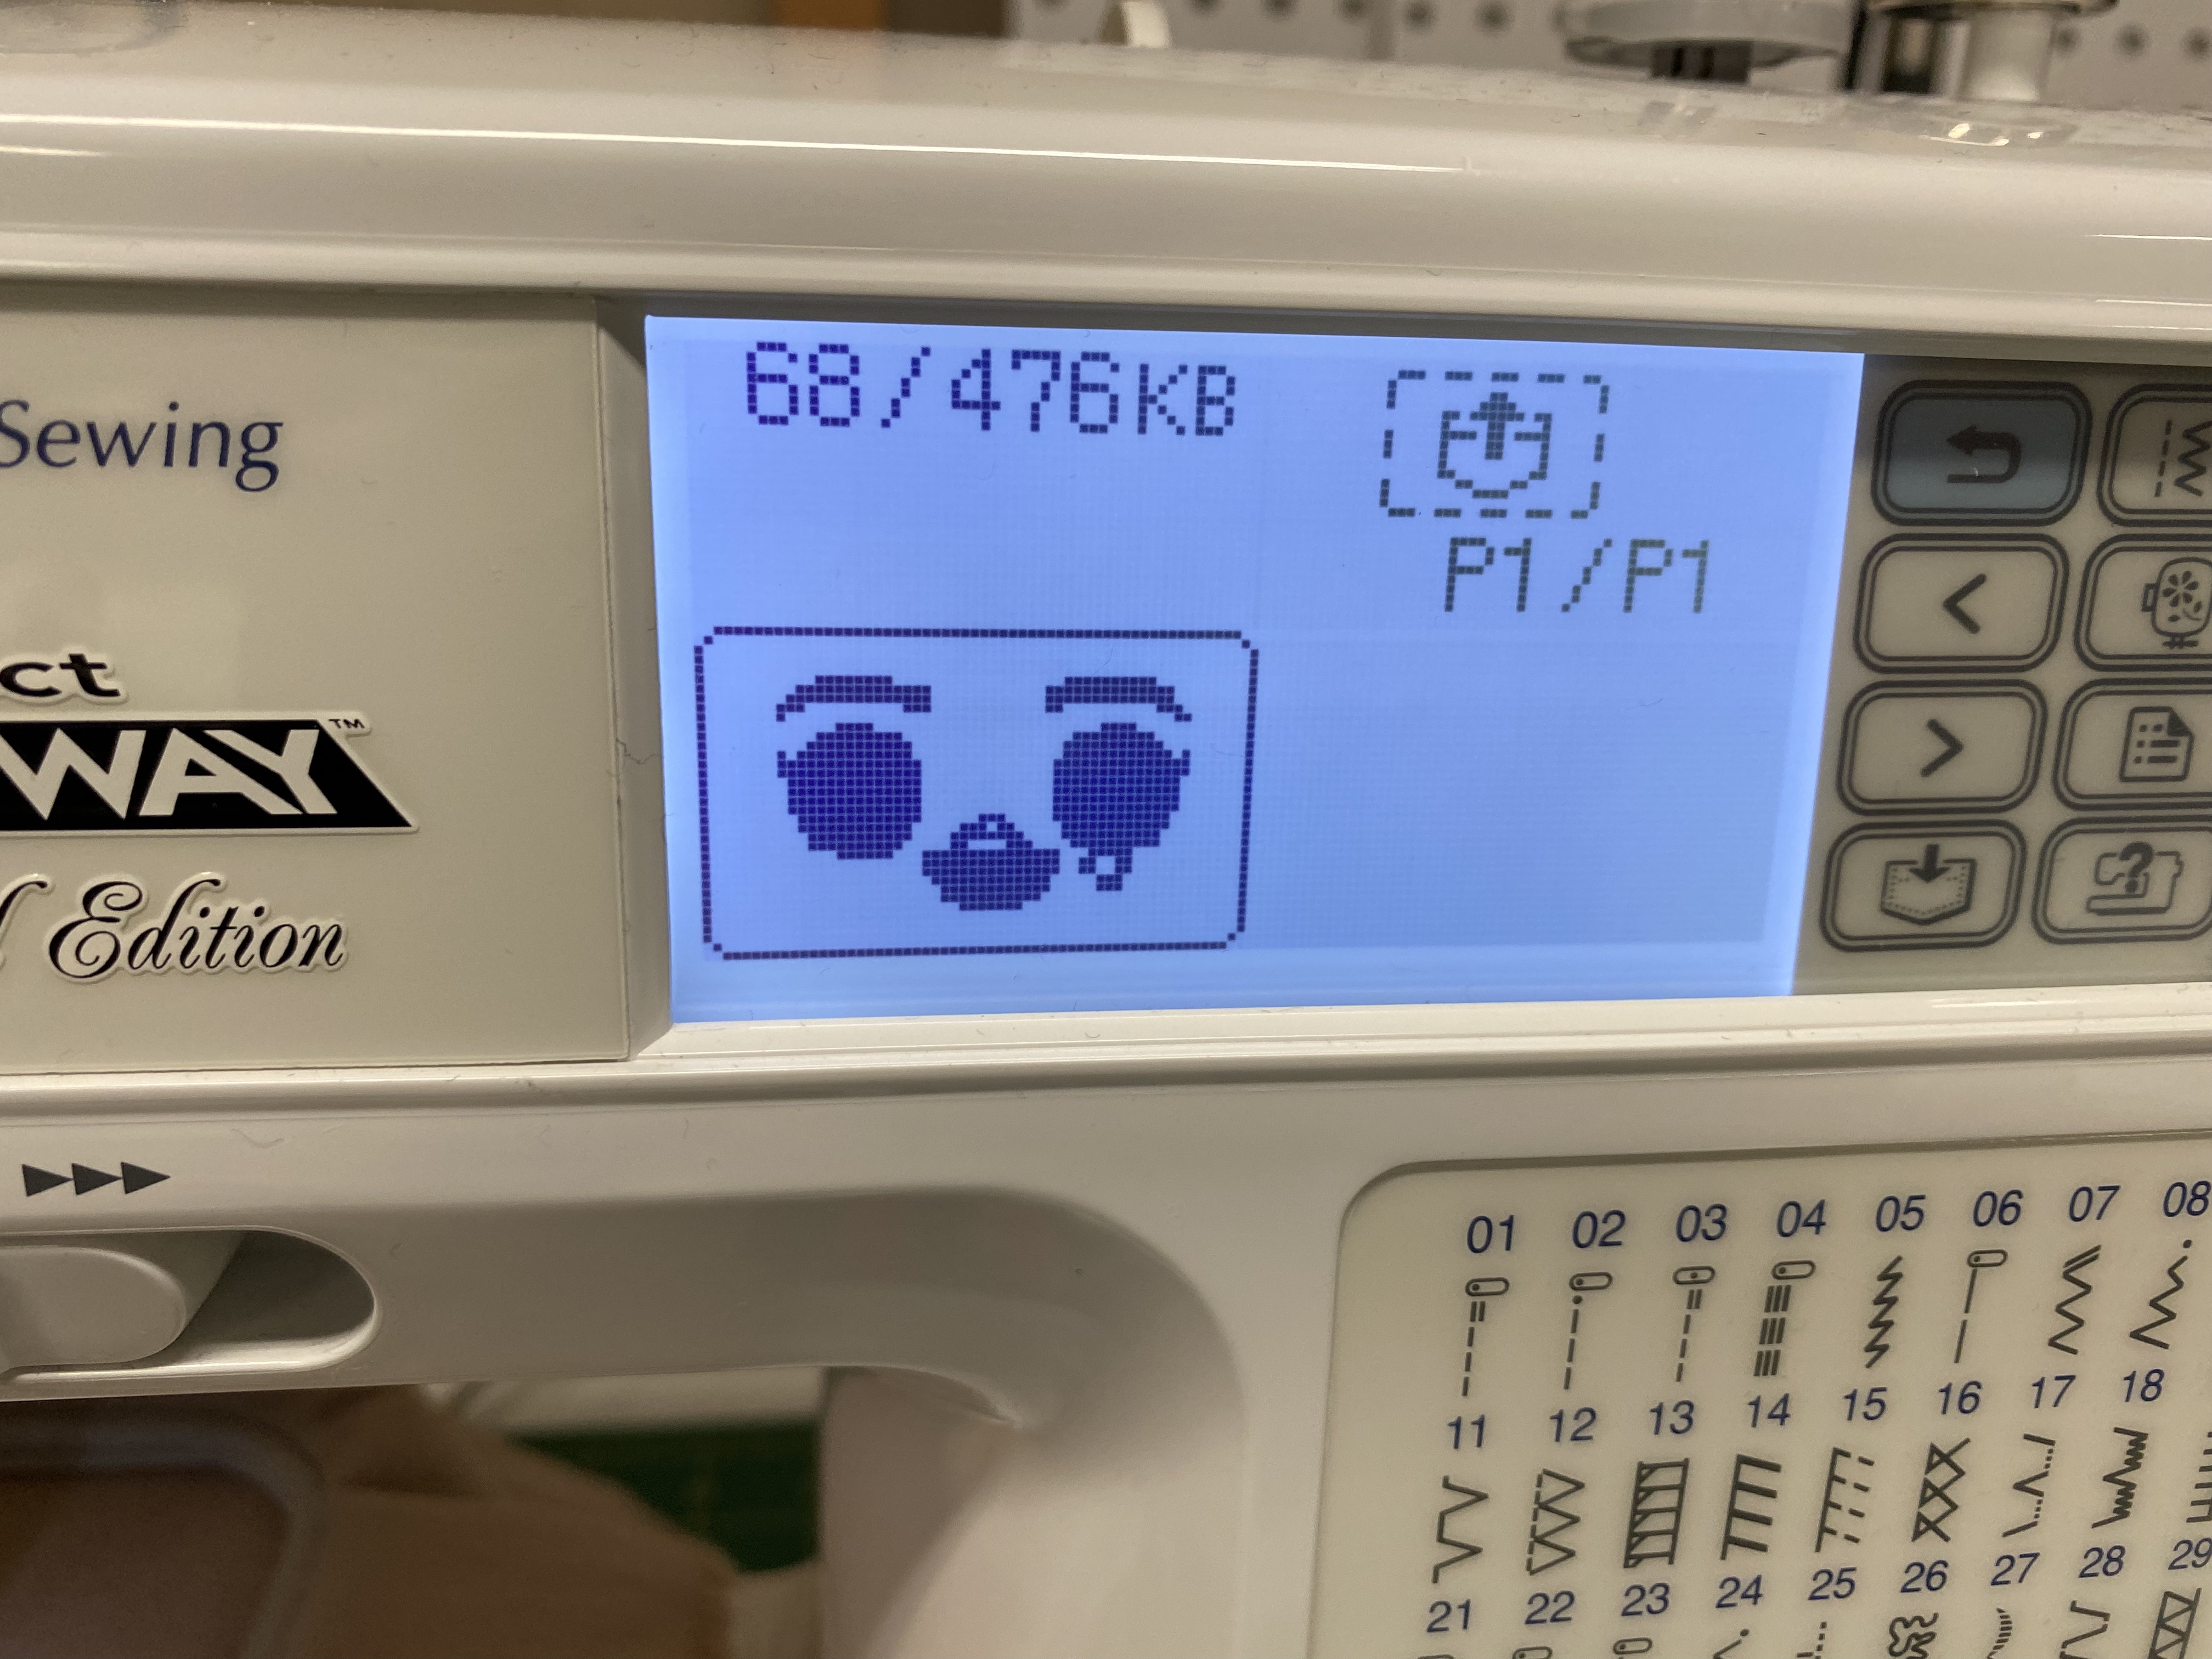 68/476KB
P1/P1
Sewing
ct
WAY™
Edition
01 02 03 04 05 06 07 08
11 12 13 14 15 16 17 18
21 22 23 24 25 26 27 28 29